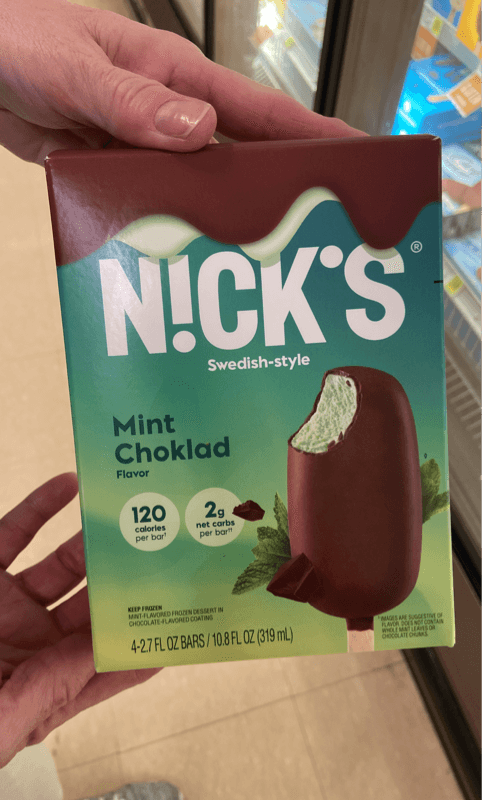 N!CK'S®
Swedish-style
Mint
Choklad
Flavor
120
calories
per bar†
2g
net carbs
per bar††
KEEP FROZEN
MINT-FLAVORED FROZEN DESSERT IN
CHOCOLATE-FLAVORED COATING
4-2.7 FL OZ BARS / 10.8 FL OZ (319 mL)
*IMAGES ARE SUGGESTIVE OF
FLAVOR. DOES NOT CONTAIN
WHOLE MINT LEAVES OR
CHOCOLATE CHUNKS.